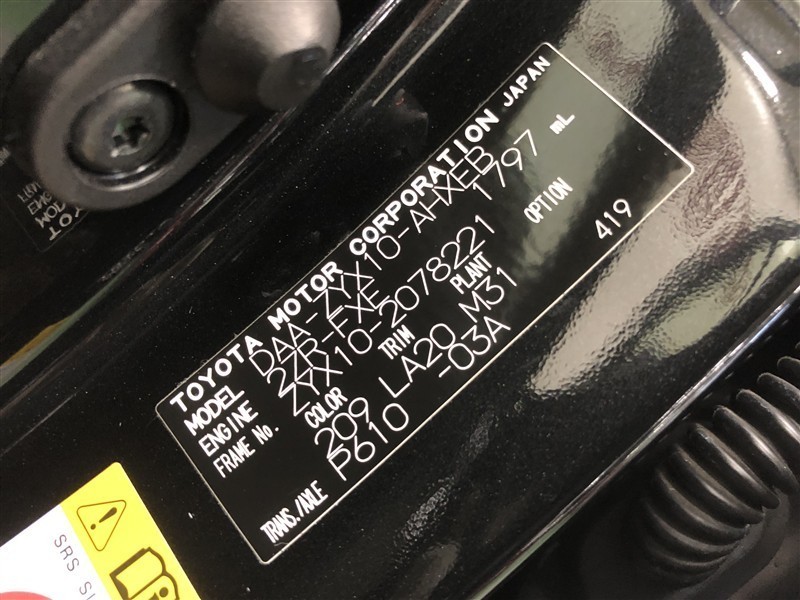 TOYOTA MOTOR CORPORATION JAPAN
MODEL DAA-ZYX10-AHXEB
ENGINE 2ZR-FXE 1797 mL
FRAME No. ZYX10-2078221
COLOR TRIM PLANT OPTION
209 LA20 M31 419
TRANS./AXLE P610 -03A
SRS